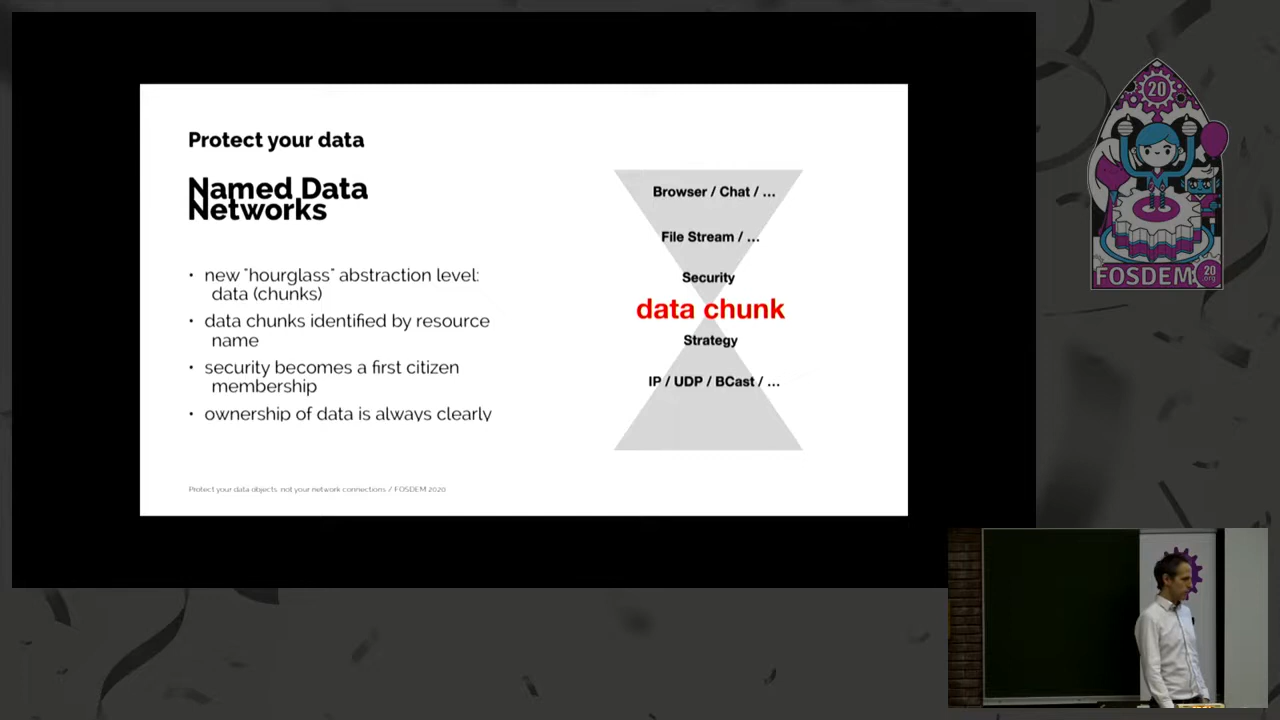 Protect your data
Named Data
Networks
• new "hourglass" abstraction level:
data (chunks)
• data chunks identified by resource
name
• security becomes a first citizen
membership
• ownership of data is always clearly
Protect your data objects, not your network connections / FOSDEM 2020
Browser / Chat / …
File Stream / …
Security
data chunk
Strategy
IP / UDP / BCast / …
20
FOSDEM
20
.org